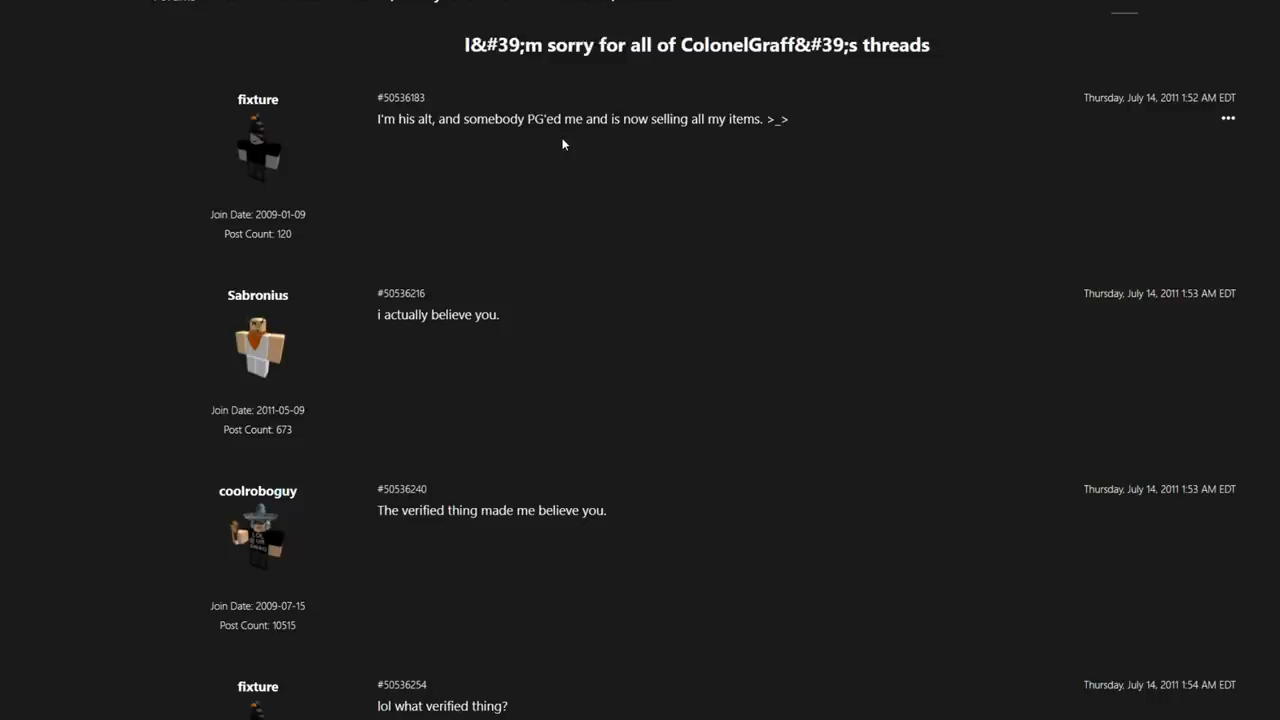 I&#39;m sorry for all of ColonelGraff&#39;s threads
fixture
#50536183
Thursday, July 14, 2011 1:52 AM EDT
I'm his alt, and somebody PG'ed me and is now selling all my items. >_>
•••
Join Date: 2009-01-09
Post Count: 120
Sabronius
#50536216
Thursday, July 14, 2011 1:53 AM EDT
i actually believe you.
Join Date: 2011-05-09
Post Count: 673
coolroboguy
#50536240
Thursday, July 14, 2011 1:53 AM EDT
The verified thing made me believe you.
Join Date: 2009-07-15
Post Count: 10515
fixture
#50536254
Thursday, July 14, 2011 1:54 AM EDT
lol what verified thing?